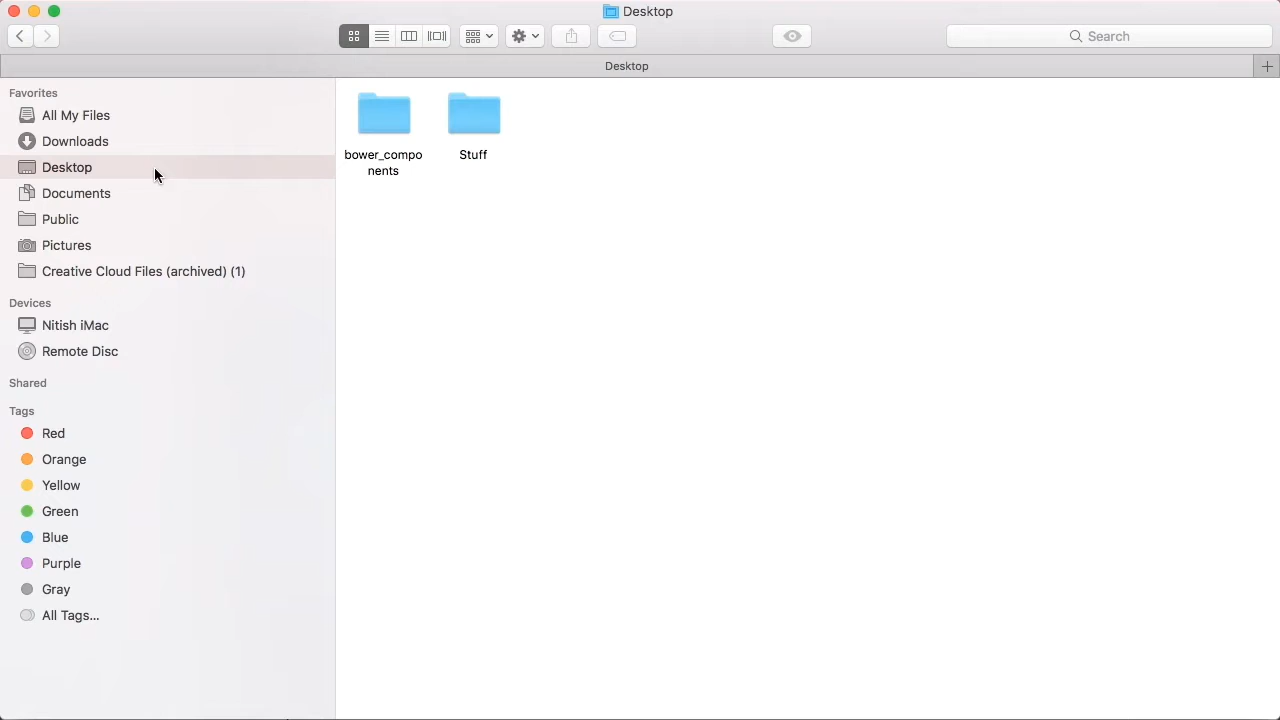 Desktop
Search
Desktop
Favorites
All My Files
Downloads
Desktop
Documents
Public
Pictures
Creative Cloud Files (archived) (1)
Devices
Nitish iMac
Remote Disc
Shared
Tags
Red
Orange
Yellow
Green
Blue
Purple
Gray
All Tags...
bower_compo
nents
Stuff